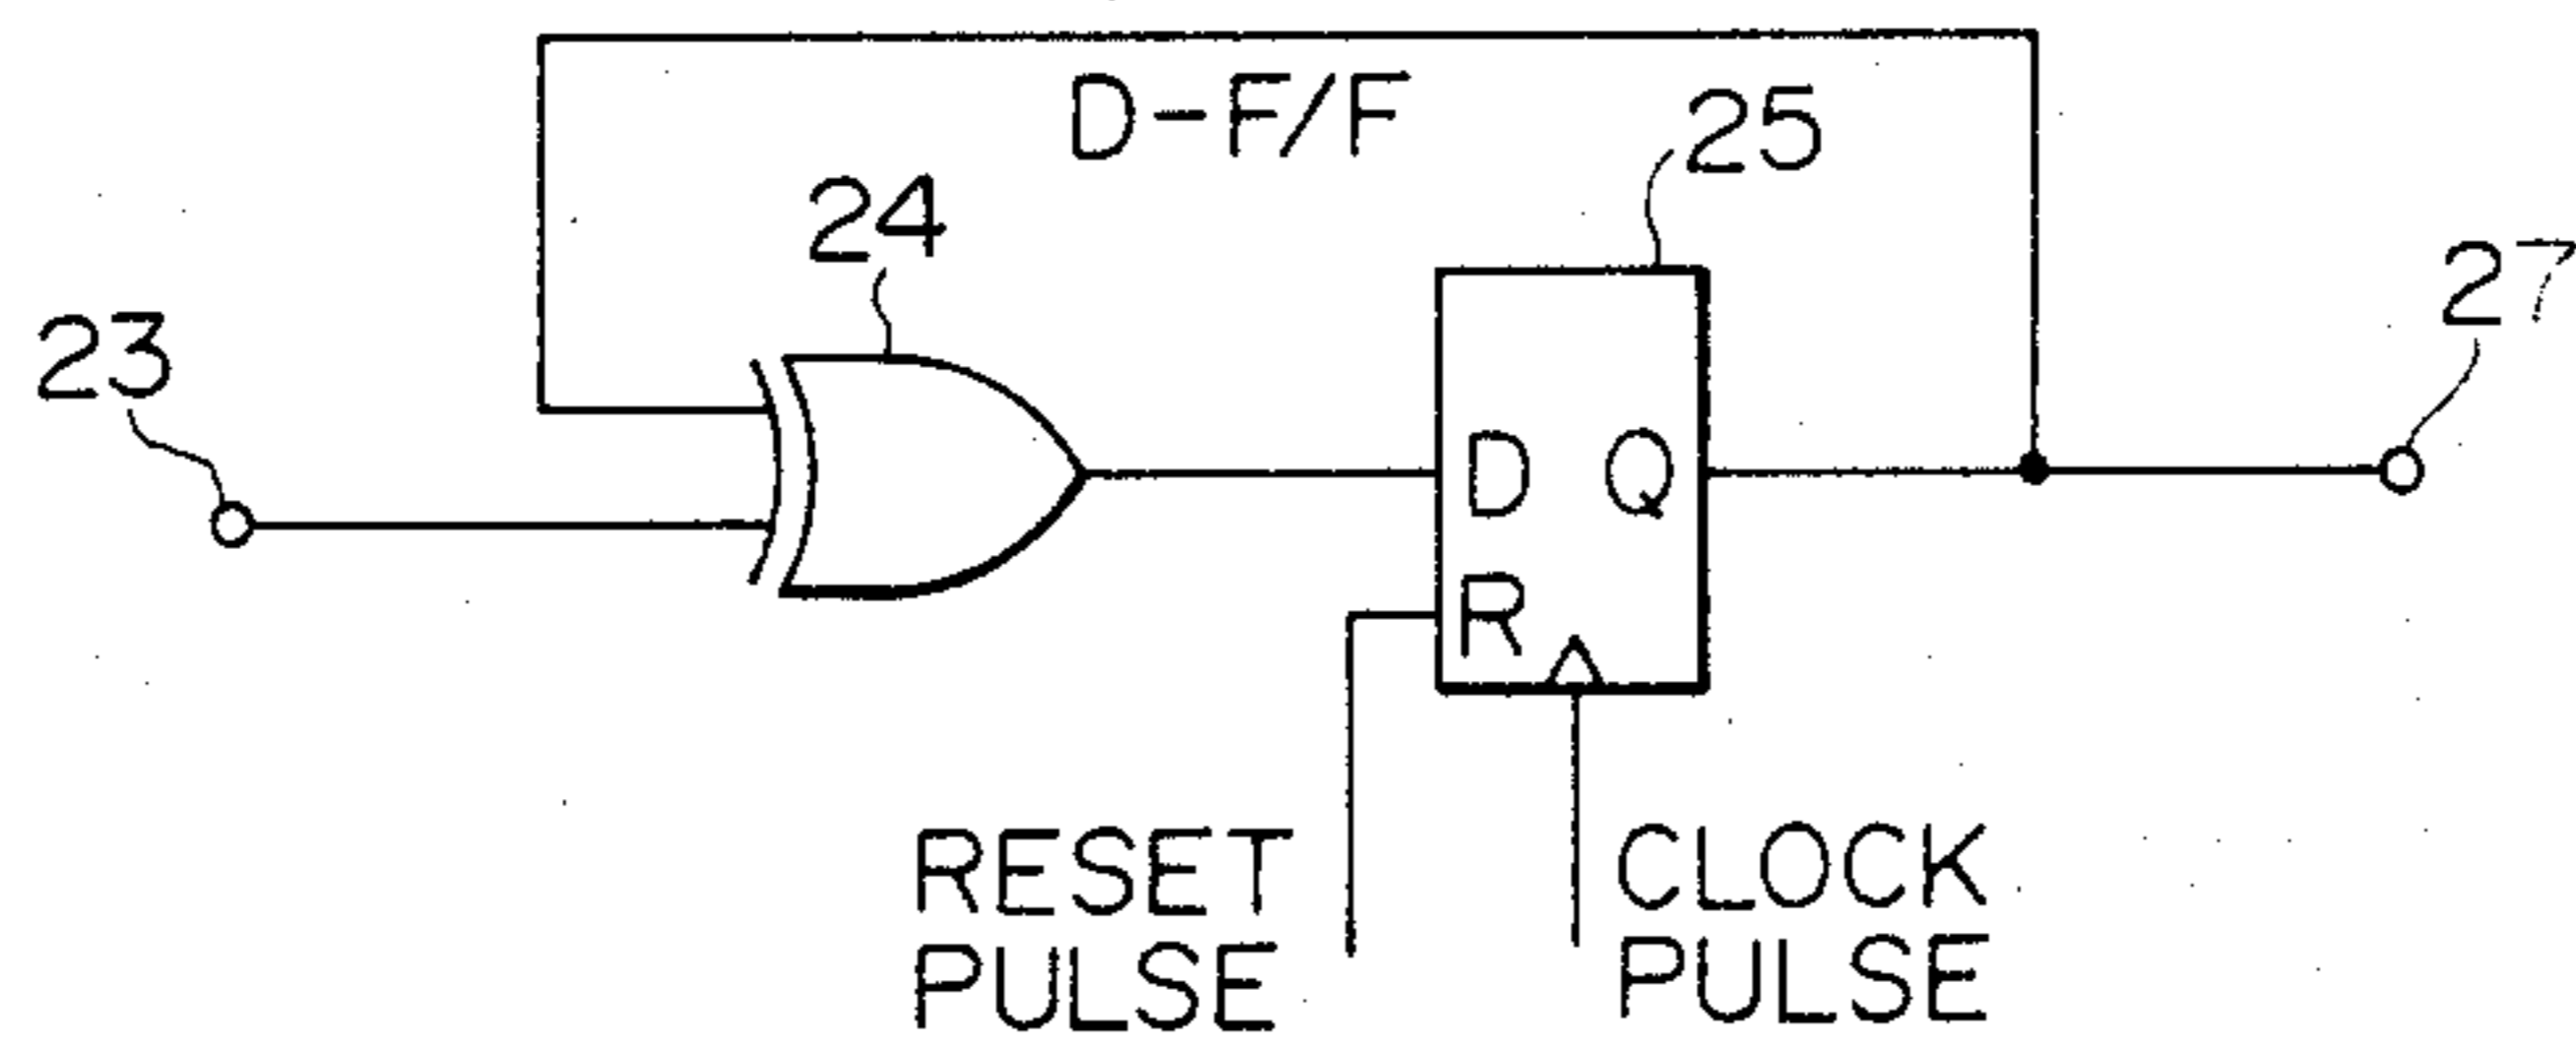 D-F/F
25
24
27
23
D Q
R
RESET
PULSE
CLOCK
PULSE